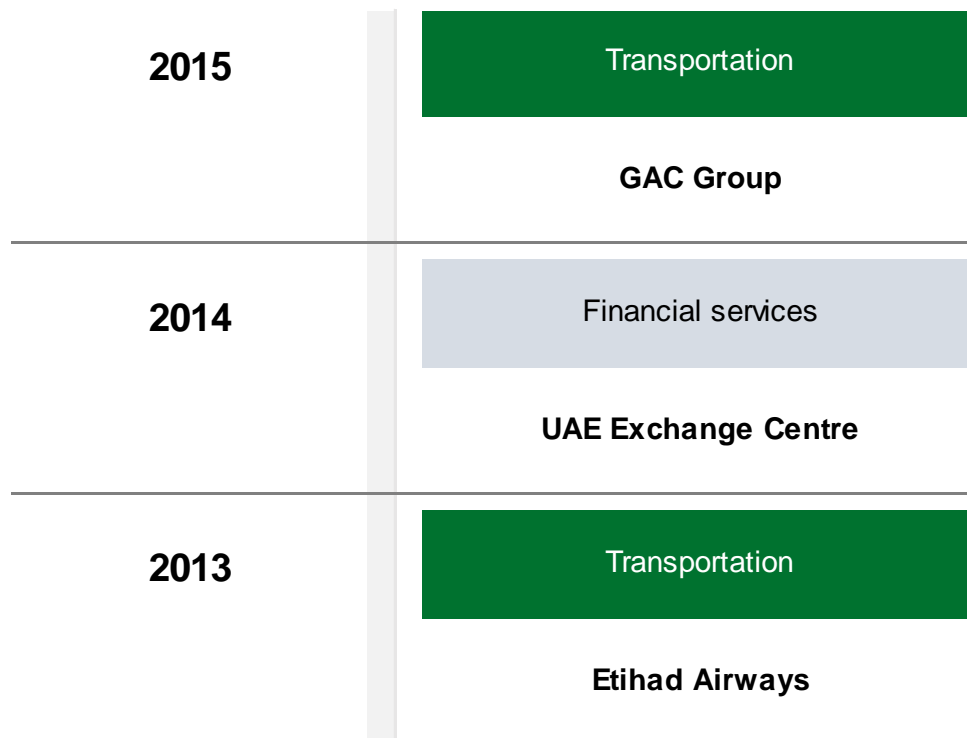 2015
Transportation
GAC Group
2014
Financial services
UAE Exchange Centre
2013
Transportation
Etihad Airways